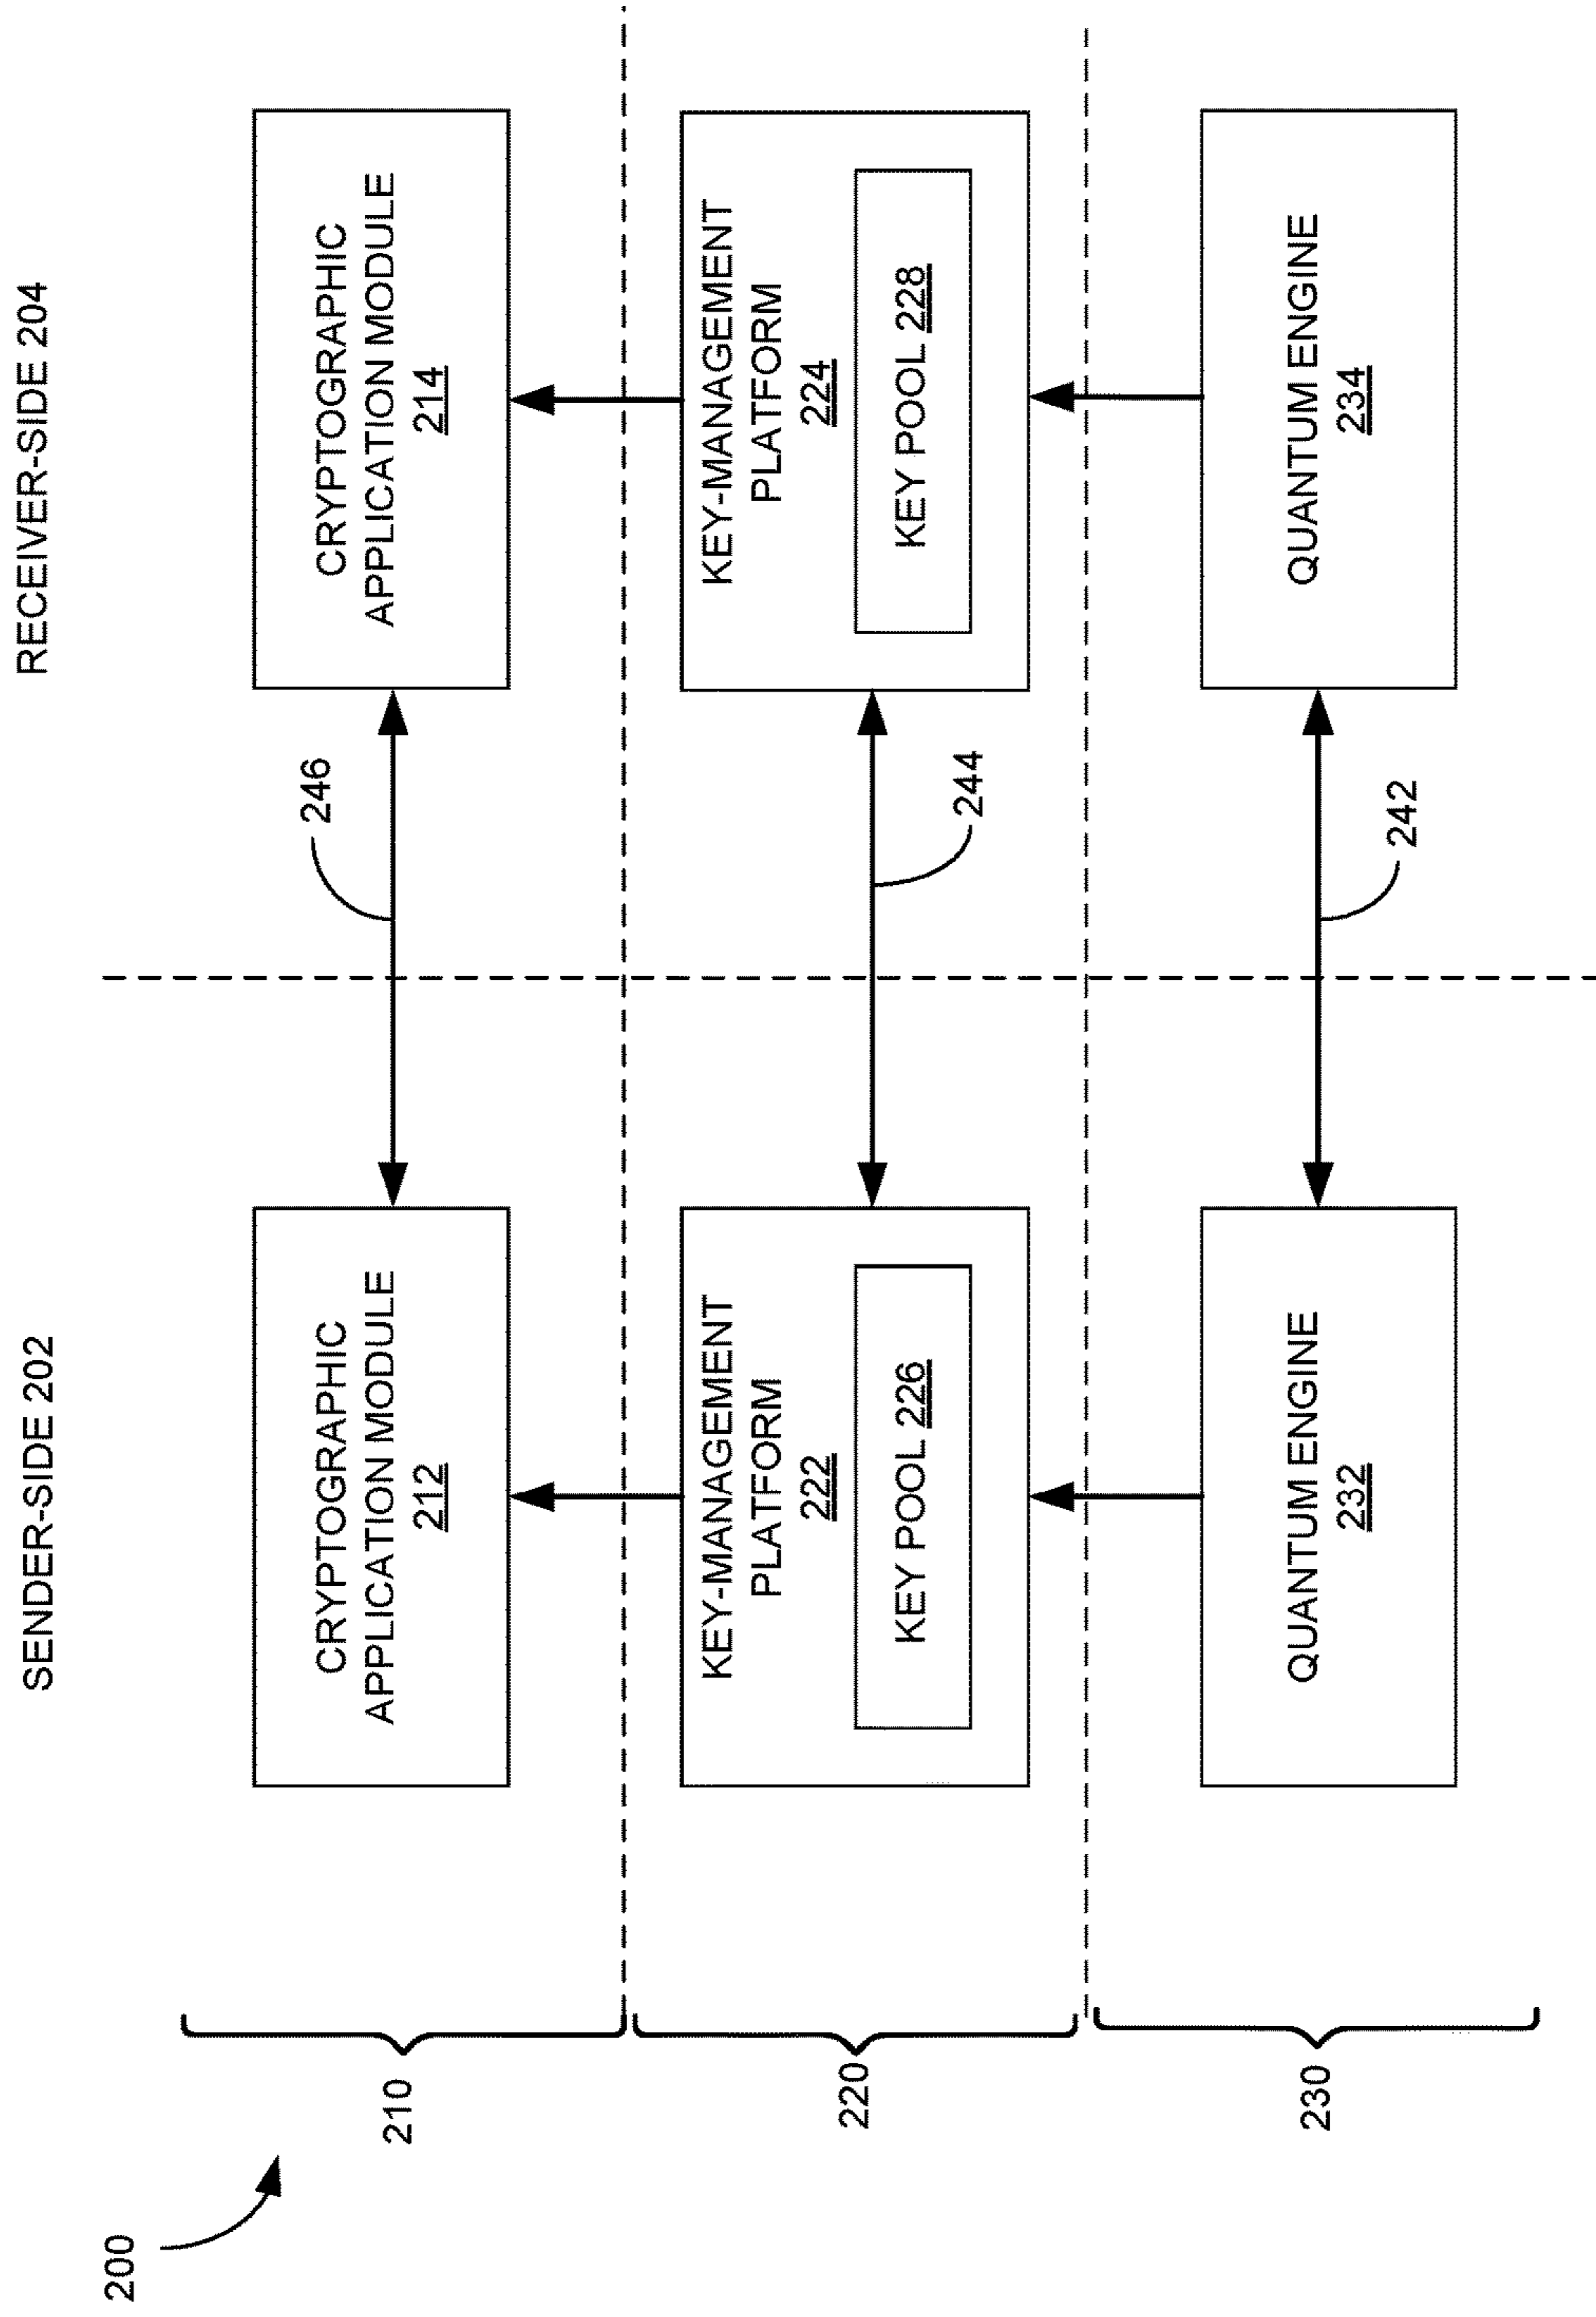 SENDER-SIDE 202
RECEIVER-SIDE 204
200
210
CRYPTOGRAPHIC
APPLICATION MODULE
212
246
CRYPTOGRAPHIC
APPLICATION MODULE
214
220
KEY-MANAGEMENT
PLATFORM
222
KEY POOL 226
244
KEY-MANAGEMENT
PLATFORM
224
KEY POOL 228
230
QUANTUM ENGINE
232
242
QUANTUM ENGINE
234